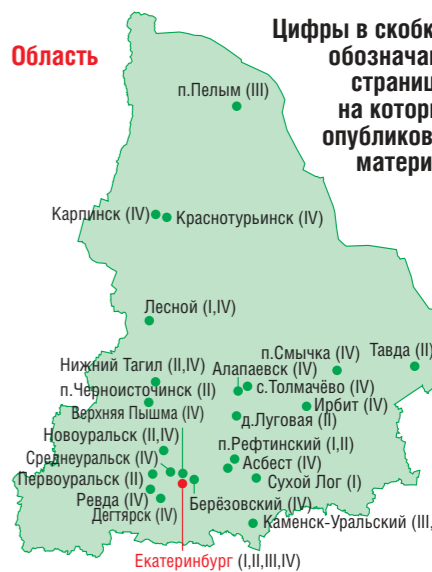 Область
Цифры в скобк
обознача
страниц
на котор
опубликов
матери
п.Пелым (III)
Карпинск (IV)
Краснотурьинск (IV)
Лесной (I,IV)
п.Смычка (IV)
Тавда (II)
Нижний Тагил (II,IV)
Алапаевск (IV)
п.Черноисточинск (II)
с.Толмачёво (IV)
Верхняя Пышма (IV)
Ирбит (IV)
д.Луговая (II)
Новоуральск (II,IV)
п.Рефтинский (I,II)
Среднеуральск (IV)
Асбест (IV)
Первоуральск (II)
Сухой Лог (I)
Ревда (IV)
Берёзовский (IV)
Дегтярск (IV)
Каменск-Уральский (III,
Екатеринбург (I,II,III,IV)